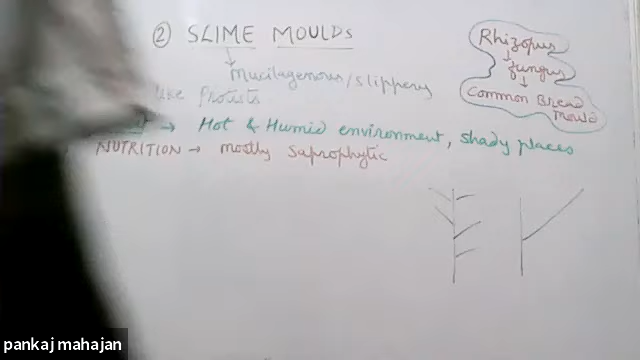 ② SLIME MOULDS
Mucilagenous/slippery
like Protists
→ Hot & Humid environment, shady places
NUTRITION → mostly saprophytic
Rhizopus
fungus
Common Bread
mould
pankaj mahajan